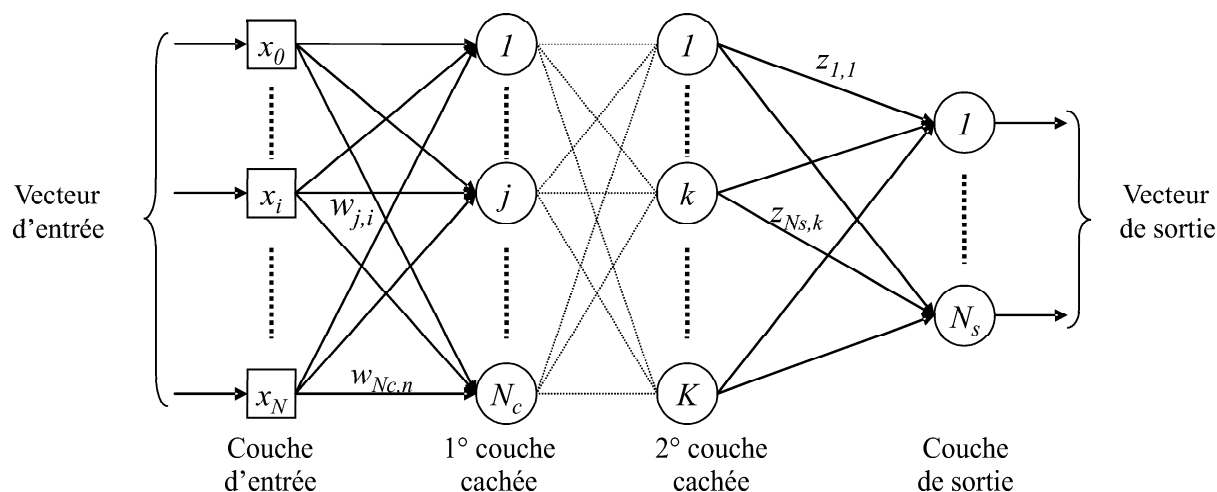 x0
1
1
z1,1
1
Vecteur
d'entrée
xi
wj,i
j
k
zNs,k
Vecteur
de sortie
Ns
xN
wNc,n
Nc
K
Couche
d'entrée
1° couche
cachée
2° couche
cachée
Couche
de sortie